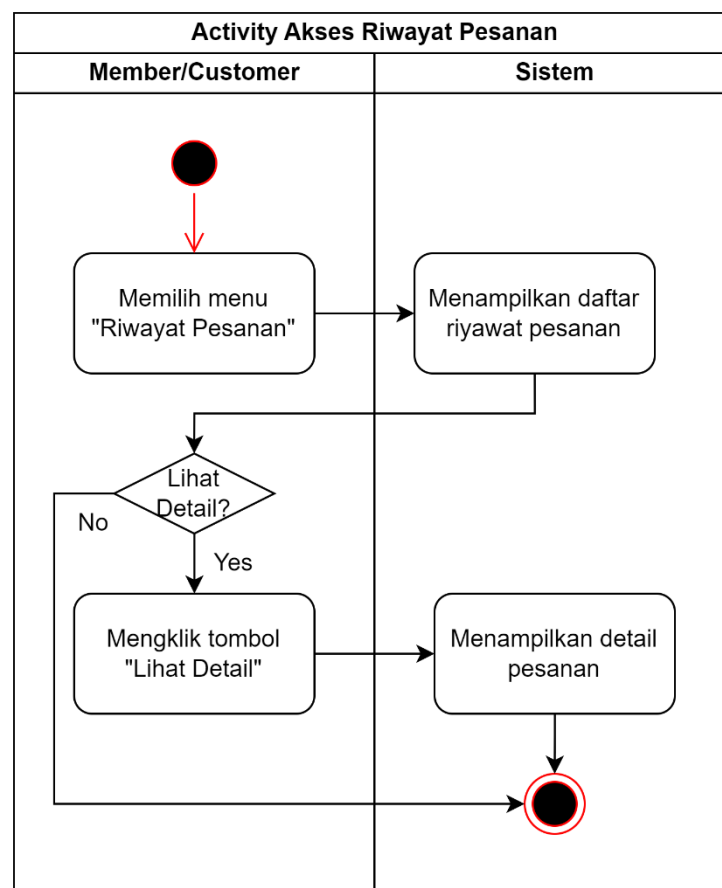 Activity Akses Riwayat Pesanan
Member/Customer
Sistem
Memilih menu
"Riwayat Pesanan"
Menampilkan daftar
riyawat pesanan
Lihat
Detail?
No
Yes
Mengklik tombol
"Lihat Detail"
Menampilkan detail
pesanan